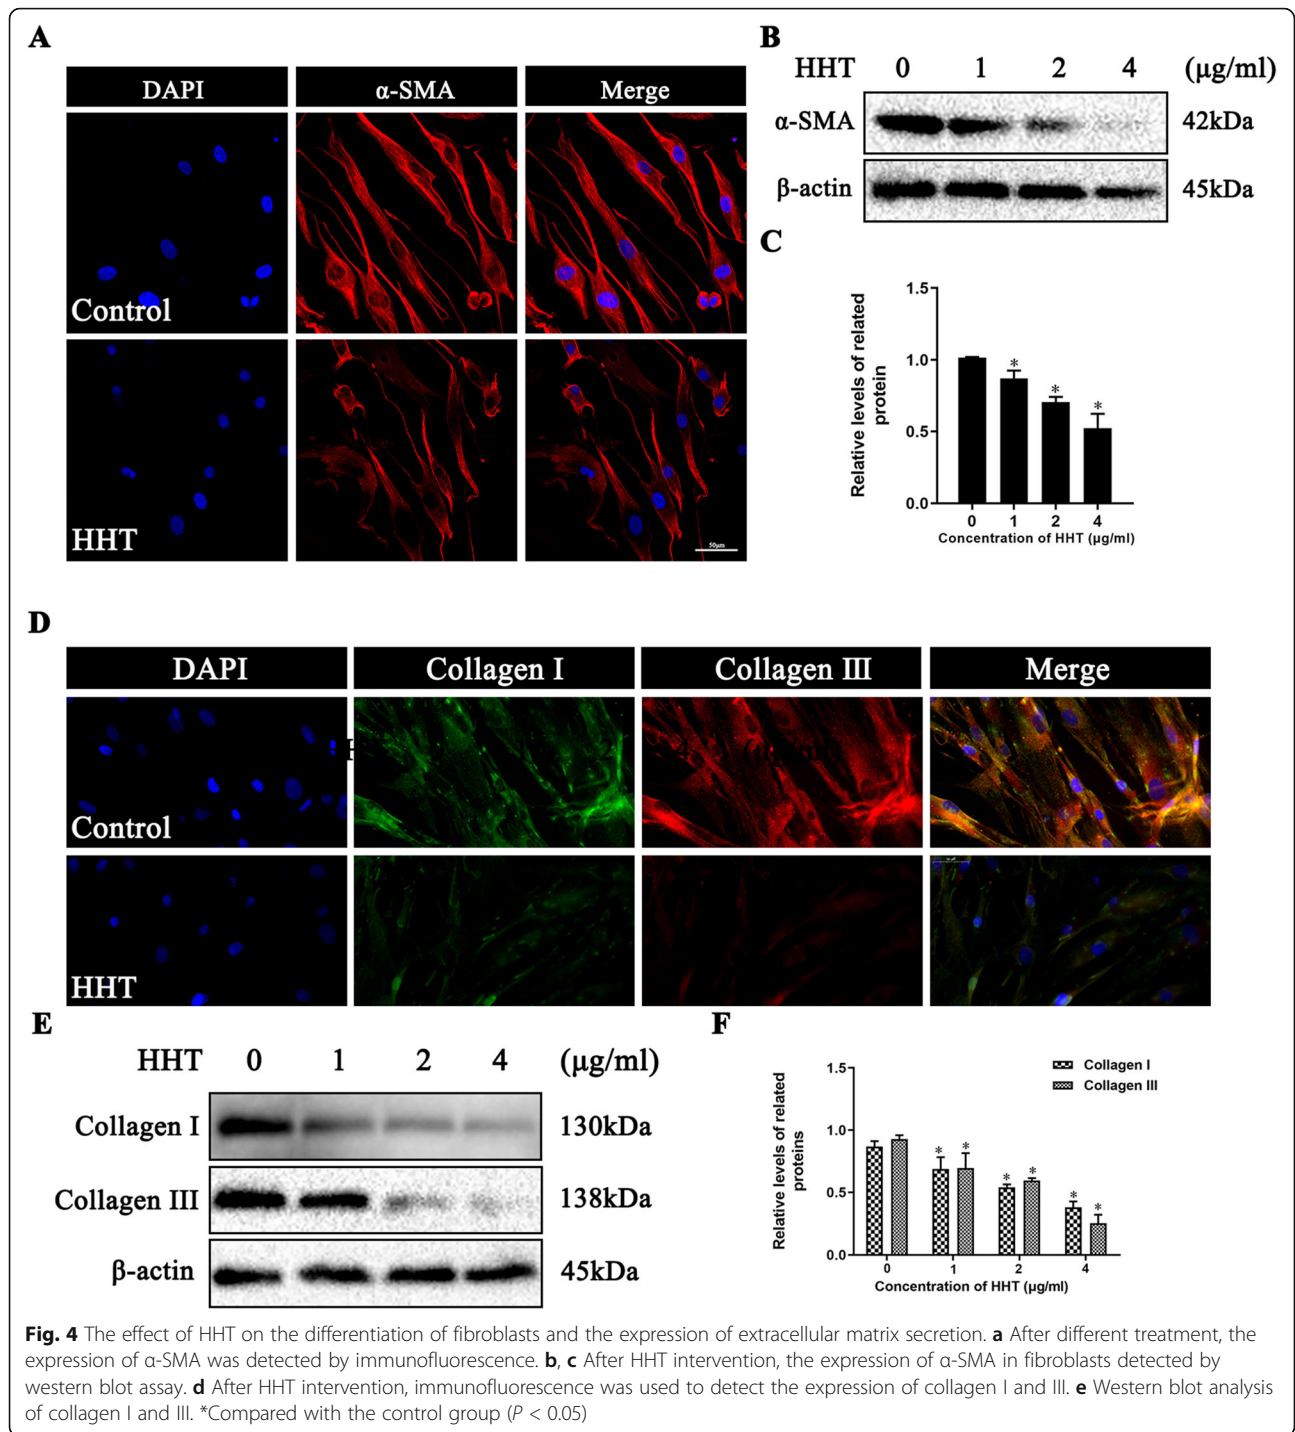 A
DAPI α-SMA Merge
Control
HHT
50μm
B
HHT 0 1 2 4 (μg/ml)
α-SMA 42kDa
β-actin 45kDa
C
Relative levels of related
protein
1.5
1.0
0.5
0.0
* * *
0 1 2 4
Concentration of HHT (μg/ml)
D
DAPI Collagen I Collagen III Merge
Control
HHT
E
HHT 0 1 2 4 (μg/ml)
Collagen I 130kDa
Collagen III 138kDa
β-actin 45kDa
F
Relative levels of related
proteins
1.5
1.0
0.5
0.0
Collagen I
Collagen III
* * * * * *
0 1 2 4
Concentration of HHT (μg/ml)
Fig. 4 The effect of HHT on the differentiation of fibroblasts and the expression of extracellular matrix secretion. a After different treatment, the
expression of α-SMA was detected by immunofluorescence. b, c After HHT intervention, the expression of α-SMA in fibroblasts detected by
western blot assay. d After HHT intervention, immunofluorescence was used to detect the expression of collagen I and III. e Western blot analysis
of collagen I and III. *Compared with the control group (P < 0.05)